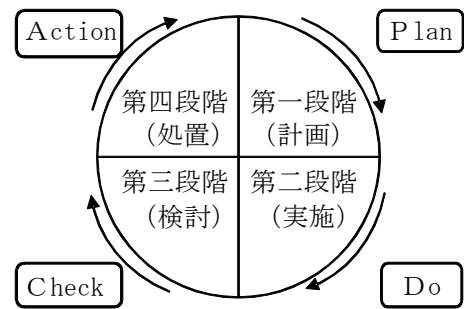 Action
Plan
第四段階
(処置)
第一段階
(計画)
第三段階
(検討)
第二段階
(実施)
Check
Do